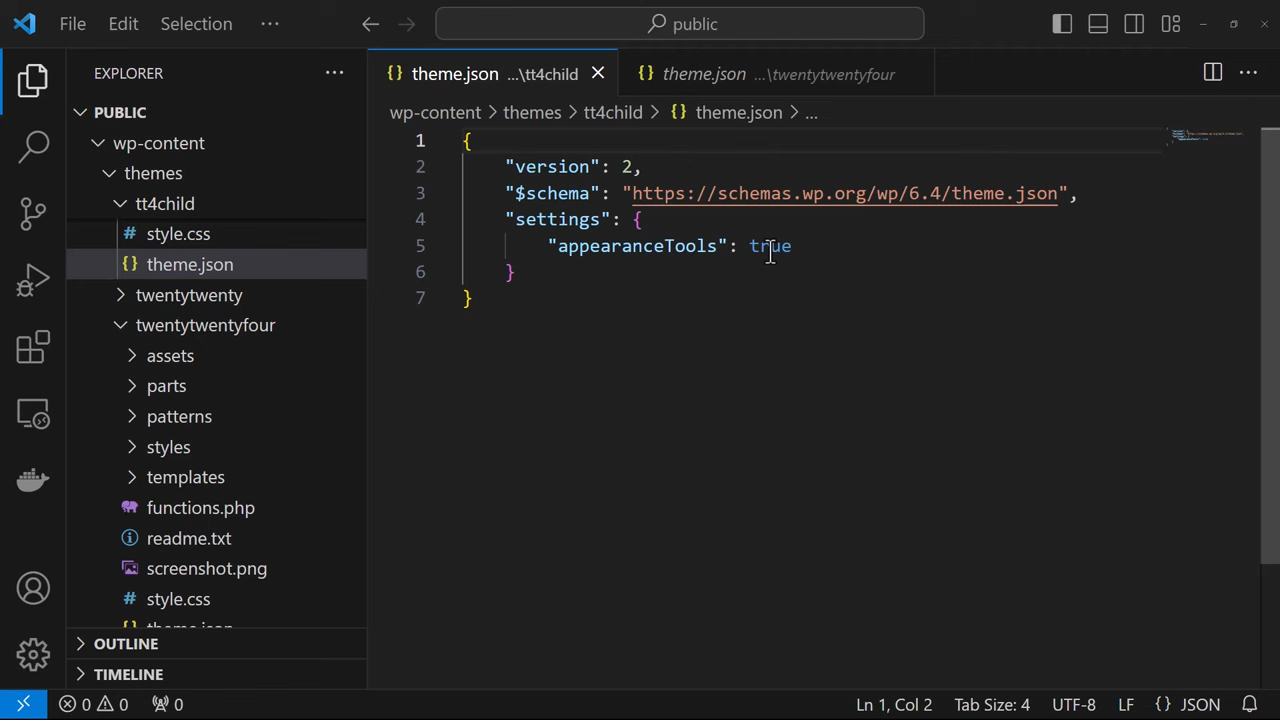 File Edit Selection ··· public
EXPLORER ···
PUBLIC
wp-content
themes
tt4child
# style.css
{} theme.json
twentytwenty
twentytwentyfour
assets
parts
patterns
styles
templates
functions.php
readme.txt
screenshot.png
# style.css
{} theme.json
OUTLINE
TIMELINE
{} theme.json ...\tt4child
{} theme.json ...\twentytwentyfour
wp-content > themes > tt4child > {} theme.json > ...
1 {
2 "version": 2,
3 "$schema": "https://schemas.wp.org/wp/6.4/theme.json",
4 "settings": {
5 "appearanceTools": true
6 }
7 }
0 0 0 Ln 1, Col 2 Tab Size: 4 UTF-8 LF {} JSON